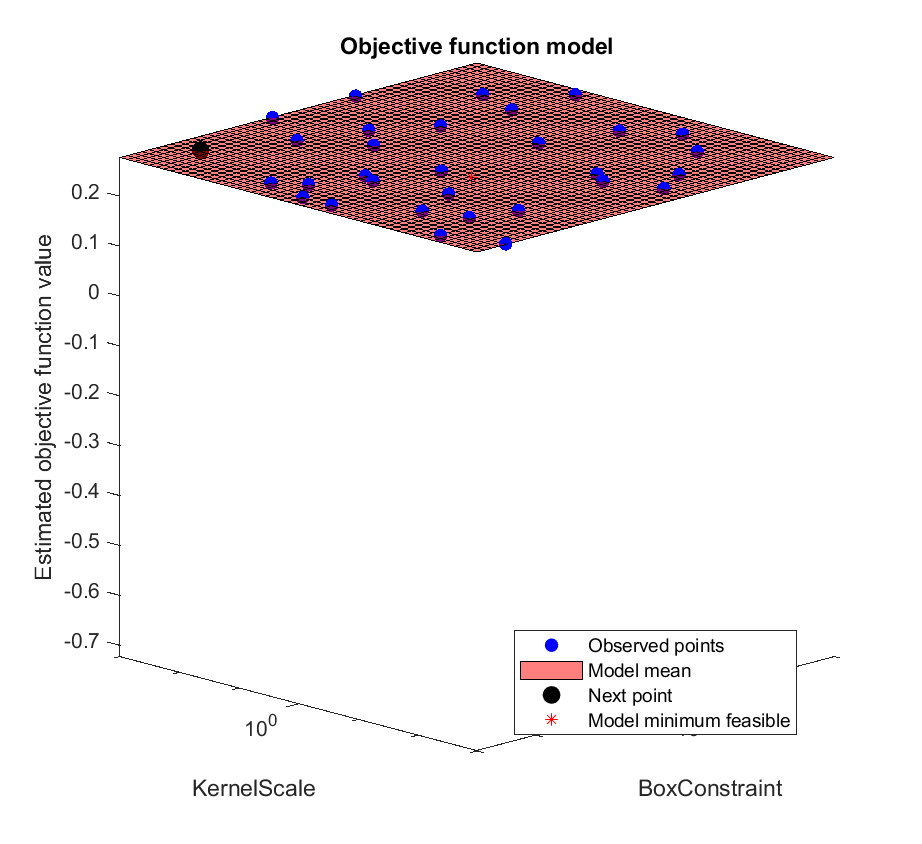 Objective function model
Estimated objective function value
0.2
0.1
0
-0.1
-0.2
-0.3
-0.4
-0.5
-0.6
-0.7
10^0
KernelScale
BoxConstraint
Observed points
Model mean
Next point
Model minimum feasible